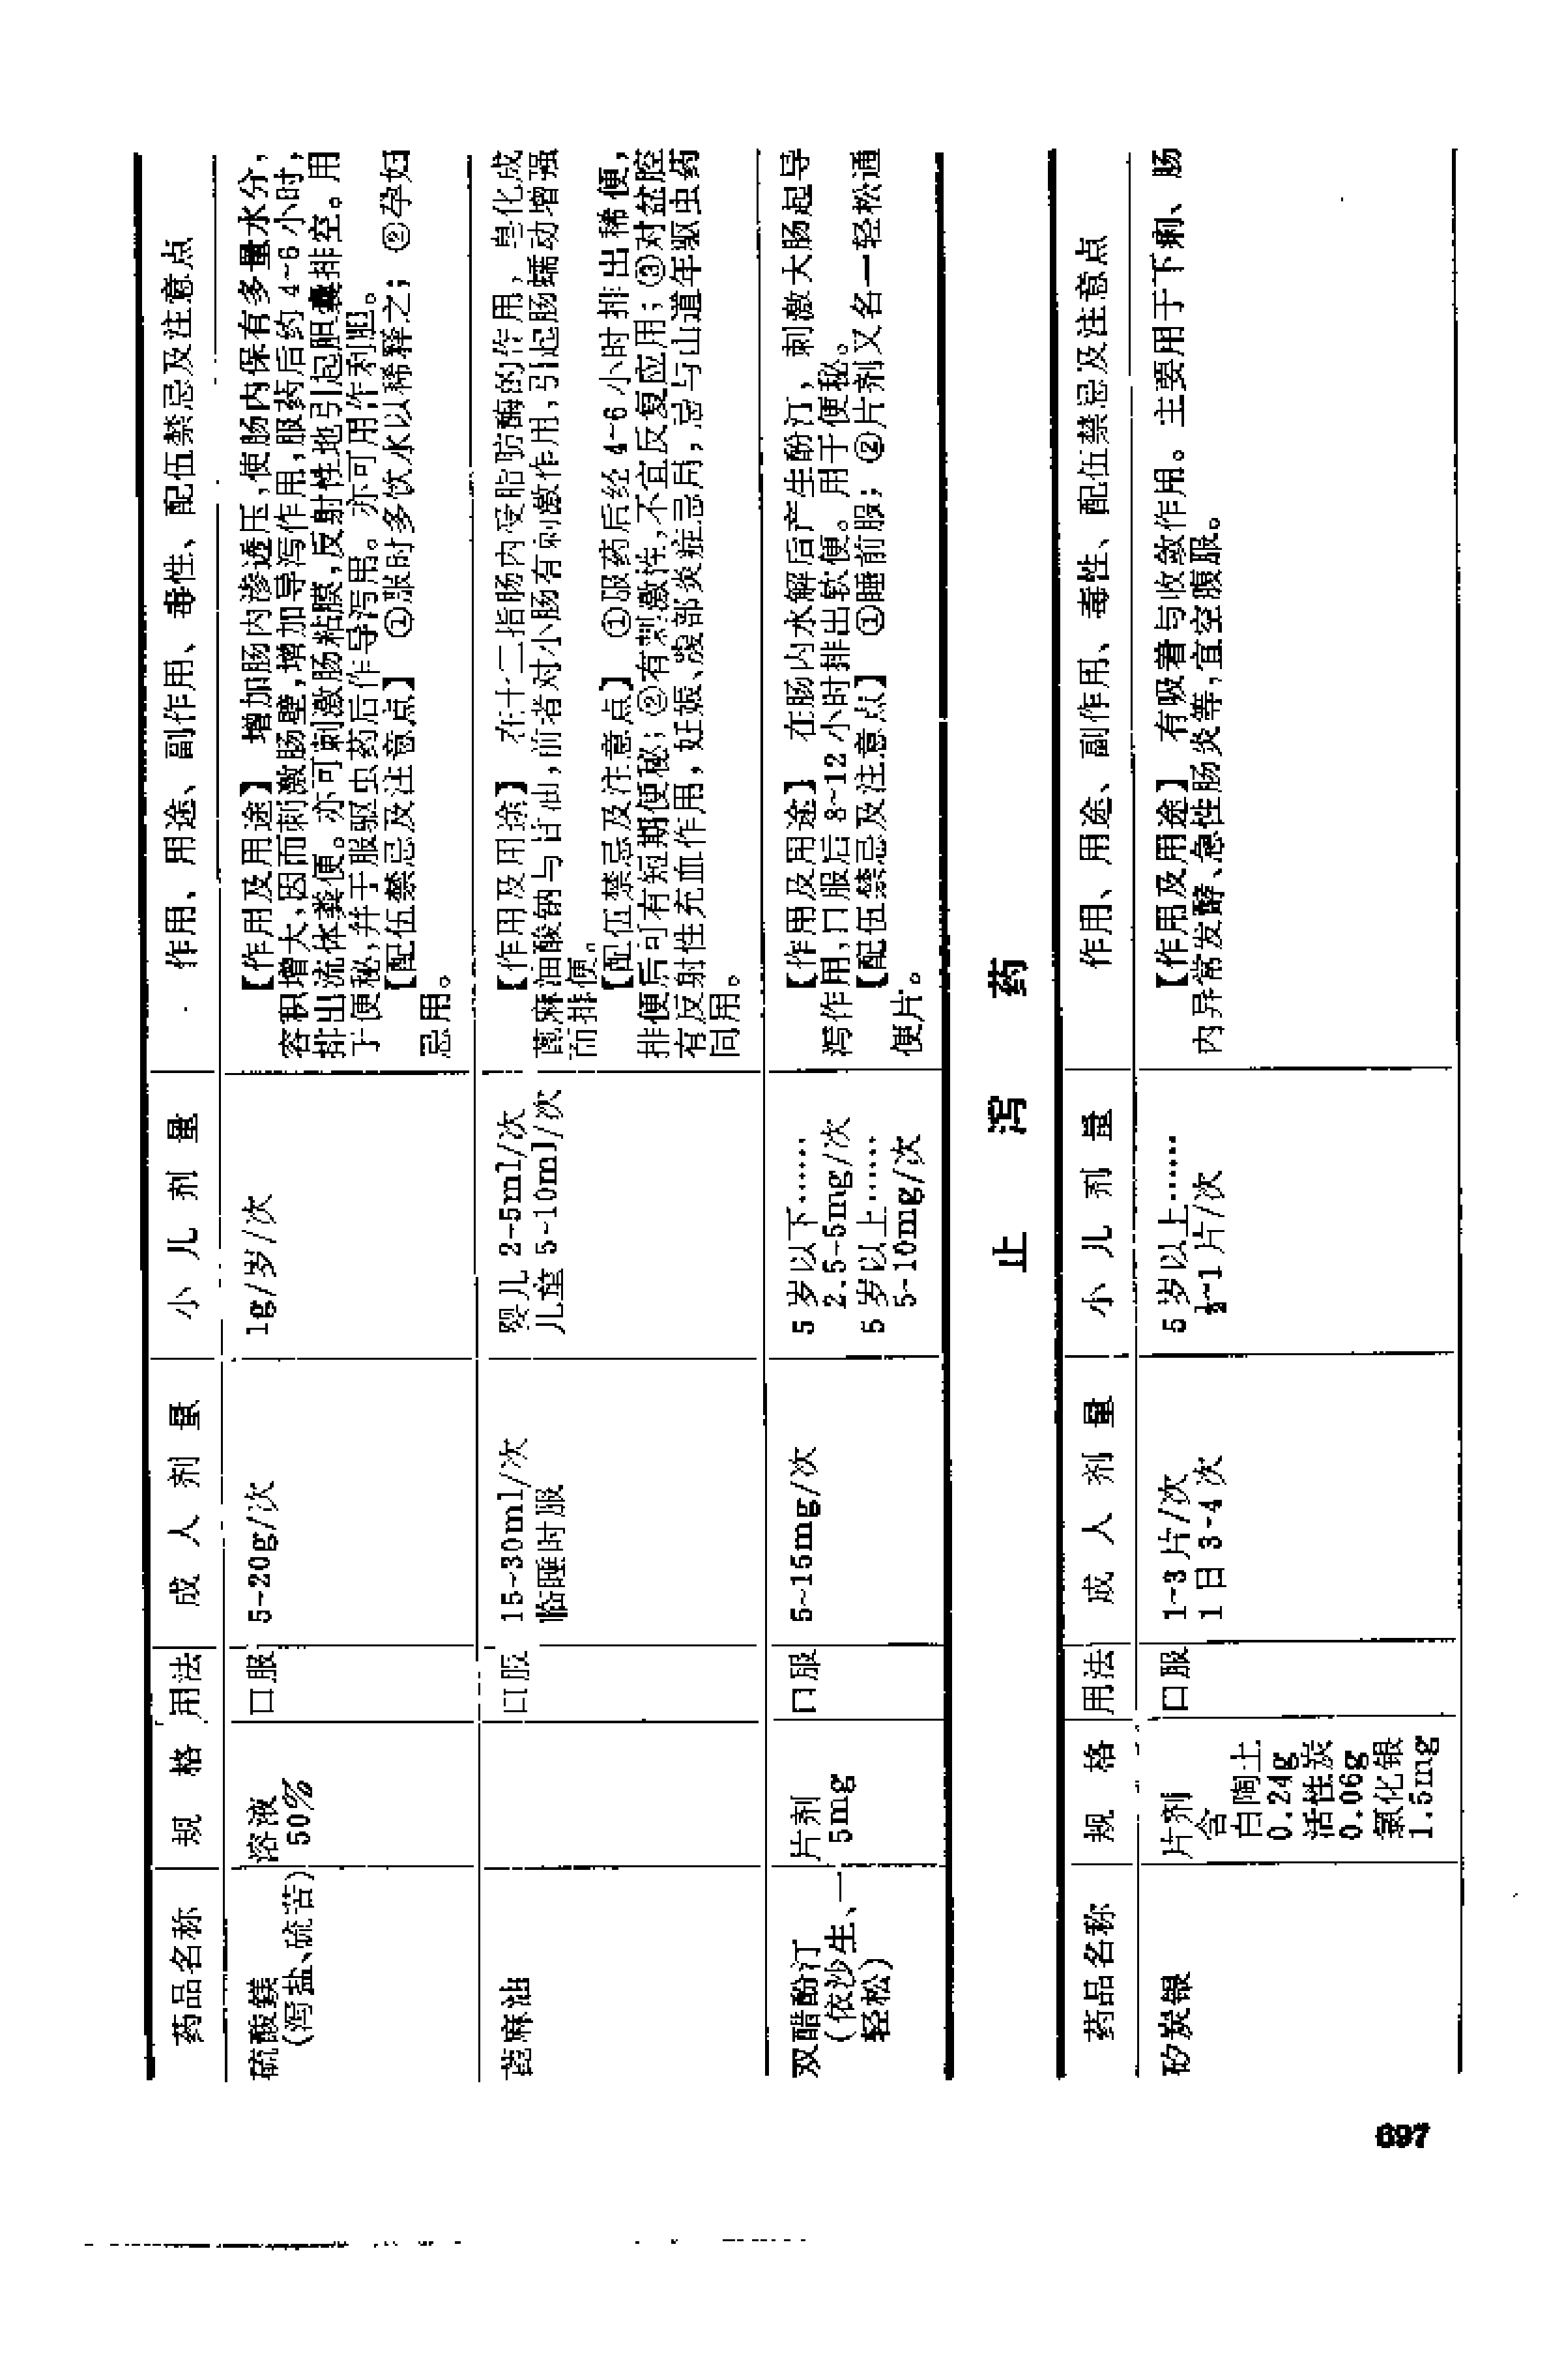 药品名称 规格 用法 成人剂量 小儿剂量 作用、用途、副作用、毒性、配伍禁忌及注意点
硫酸鎂
(泻盐、硫苦)
溶液
50%
口服
5~20g/次
1g/岁/次
【作用及用途】 增加肠内渗透压,使肠内保有多量水分,
容积增大,因而刺激肠壁,增加导泻作用,服药后约4~6小时,
排出流体粪便。亦可刺激肠粘膜,反射性地引起胆囊排空。用
于便秘,并于服驱虫药后作导泻用。亦可用作利胆。
【配伍禁忌及注意点】 ①服时多饮水以稀释之; ②孕妇
忌用。
蓖麻油
口服
15~30ml/次
临睡时服
婴儿 2~5ml/次
儿童 5~10ml/次
【作用及用途】 在十二指肠内受脂肪酶的作用,皂化成
蓖麻油酸钠与甘油,前者对小肠有刺激作用,引起肠蠕动增强
而排便。
【配伍禁忌及注意点】 ①服药后经4~6小时排出稀便,
排便后可有短期便秘; ②有刺激性,不宜反复应用; ③对盆腔
有反射性充血作用,妊娠、腹部炎症忌用,忌与山道年驱虫药
同用。
双醋酚汀
(依沙生、一
轻松)
片剂
5mg
口服
5~15mg/次
5岁以下……
2.5~5mg/次
5岁以上……
5~10mg/次
【作用及用途】 在肠内水解后产生酚汀,刺激大肠起导
泻作用,口服后8~12小时排出软便。用于便秘。
【配伍禁忌及注意点】 ①睡前服; ②片剂又名一轻松通
便片。
止泻药
药品名称 规格 用法 成人剂量 小儿剂量 作用、用途、副作用、毒性、配伍禁忌及注意点
矽炭银
片剂
含
白陶土
0.24g
活性炭
0.06g
氯化银
1.5mg
口服
1~3片/次
1日3~4次
5岁以上……
½~1片/次
【作用及用途】 有吸着与收敛作用。主要用于下痢、肠
内异常发酵、急性肠炎等,宜空腹服。
697